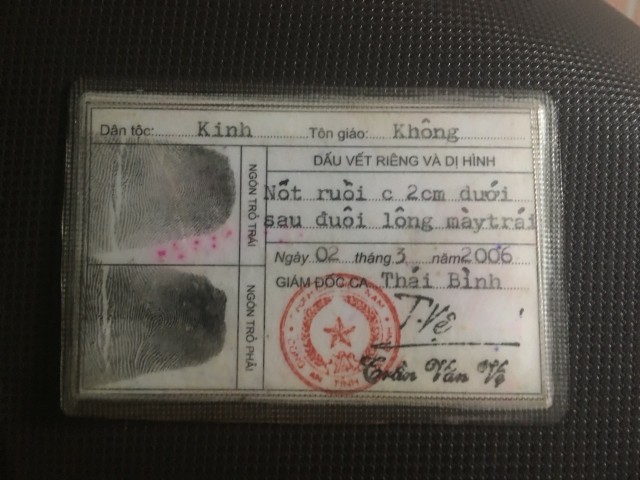 Dân tộc: Kinh Tôn giáo: Không
NGÓN TRỎ TRÁI
NGÓN TRỎ PHẢI
DẤU VẾT RIÊNG VÀ DỊ HÌNH
Nốt ruồi c 2cm dưới
sau đuôi lông màytrái
Ngày 02 tháng 3 năm 2006
GIÁM ĐỐC CA Thái Bình
T.Vệ
Trần Văn Vệ